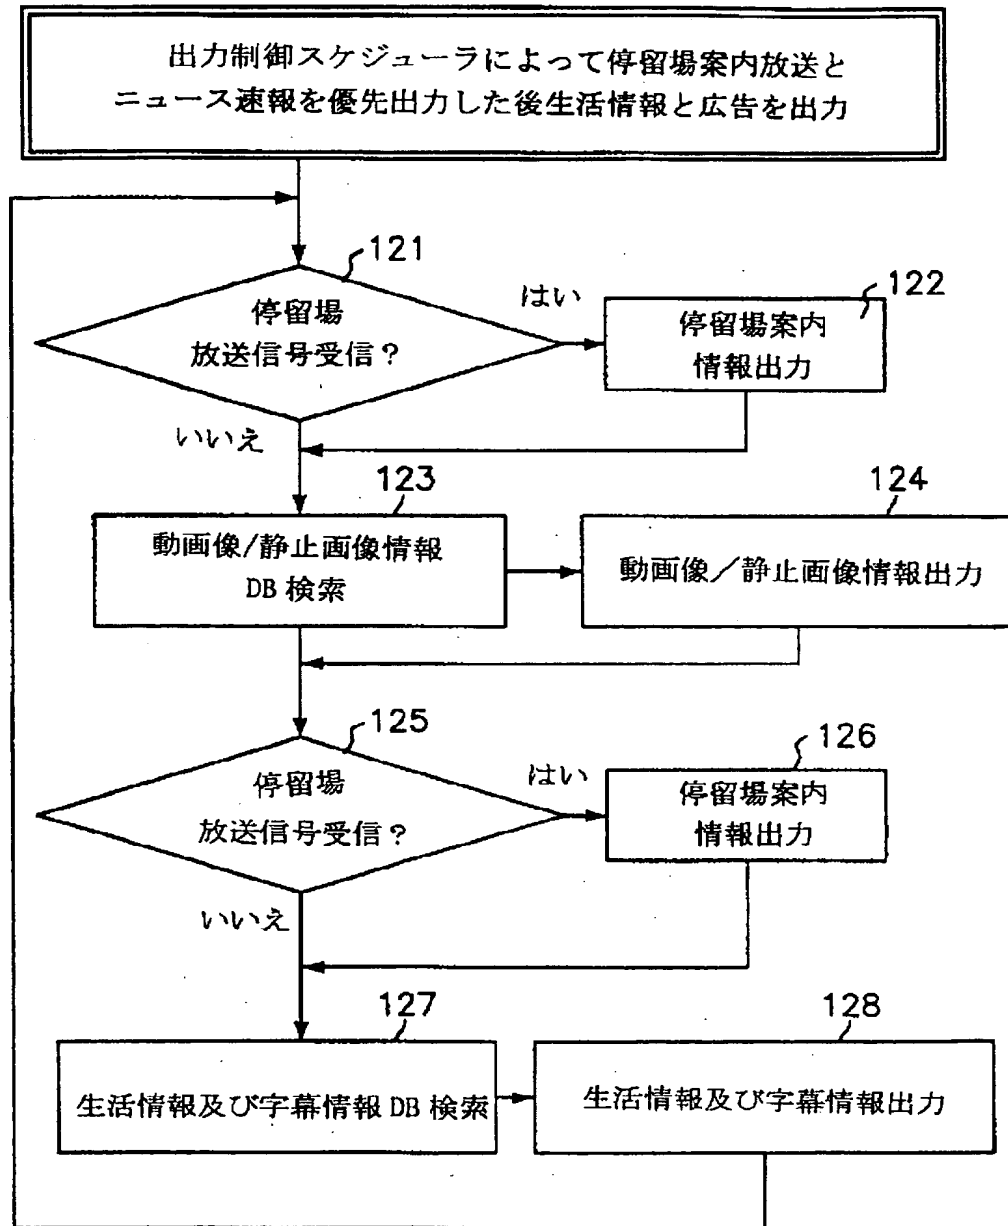 出力制御スケジューラによって停留場案内放送と
ニュース速報を優先出力した後生活情報と広告を出力
121
停留場
放送信号受信?
はい
122
停留場案内
情報出力
いいえ
123
動画像/静止画像情報
DB 検索
124
動画像／静止画像情報出力
125
停留場
放送信号受信?
はい
126
停留場案内
情報出力
いいえ
127
生活情報及び字幕情報 DB 検索
128
生活情報及び字幕情報出力